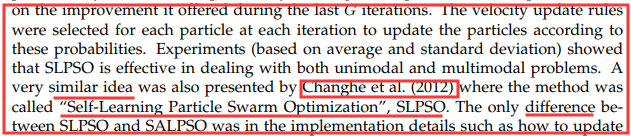 on the improvement it offered during the last G iterations. The velocity update rules
were selected for each particle at each iteration to update the particles according to
these probabilities. Experiments (based on average and standard deviation) showed
that SLPSO is effective in dealing with both unimodal and multimodal problems. A
very similar idea was also presented by Changhe et al. (2012) where the method was
called “Self-Learning Particle Swarm Optimization”, SLPSO. The only difference be-
tween SLPSO and SALPSO was in the implementation details such as how to update